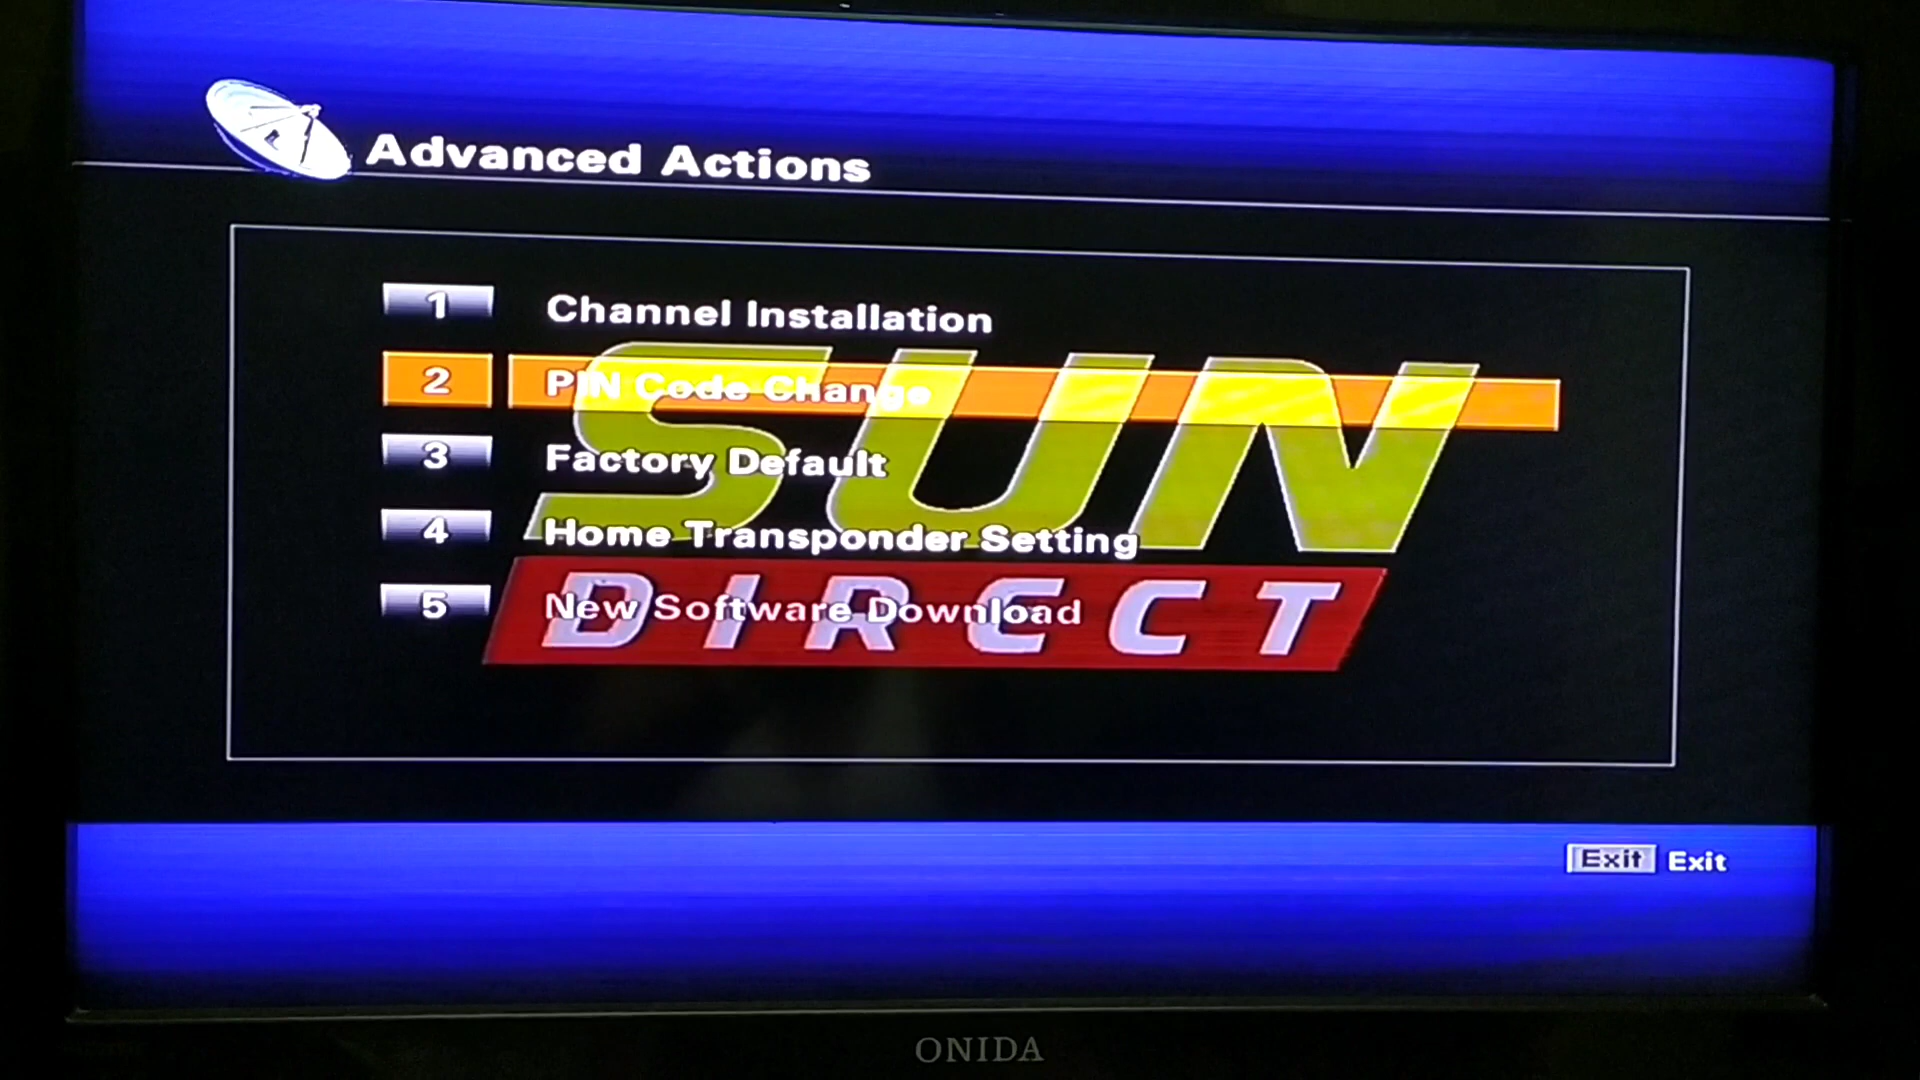 Advanced Actions
1 Channel Installation
2 PIN Code Change
3 Factory Default
4 Home Transponder Setting
5 New Software Download
SUN
DIRECT
Exit Exit
ONIDA